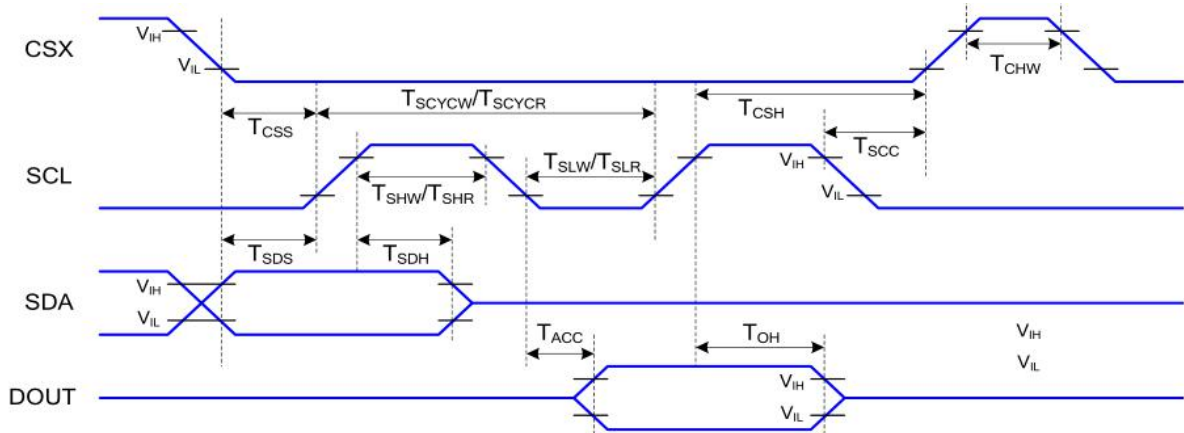 CSX
VIH
VIL
TCHW
TSCYCW/TSCYCR
TCSH
TCSS
TSCC
SCL
TSLW/TSLR
VIH
TSHW/TSHR
VIL
TSDS
TSDH
SDA
VIH
VIL
TACC
TOH
VIH
VIL
DOUT
VIH
VIL